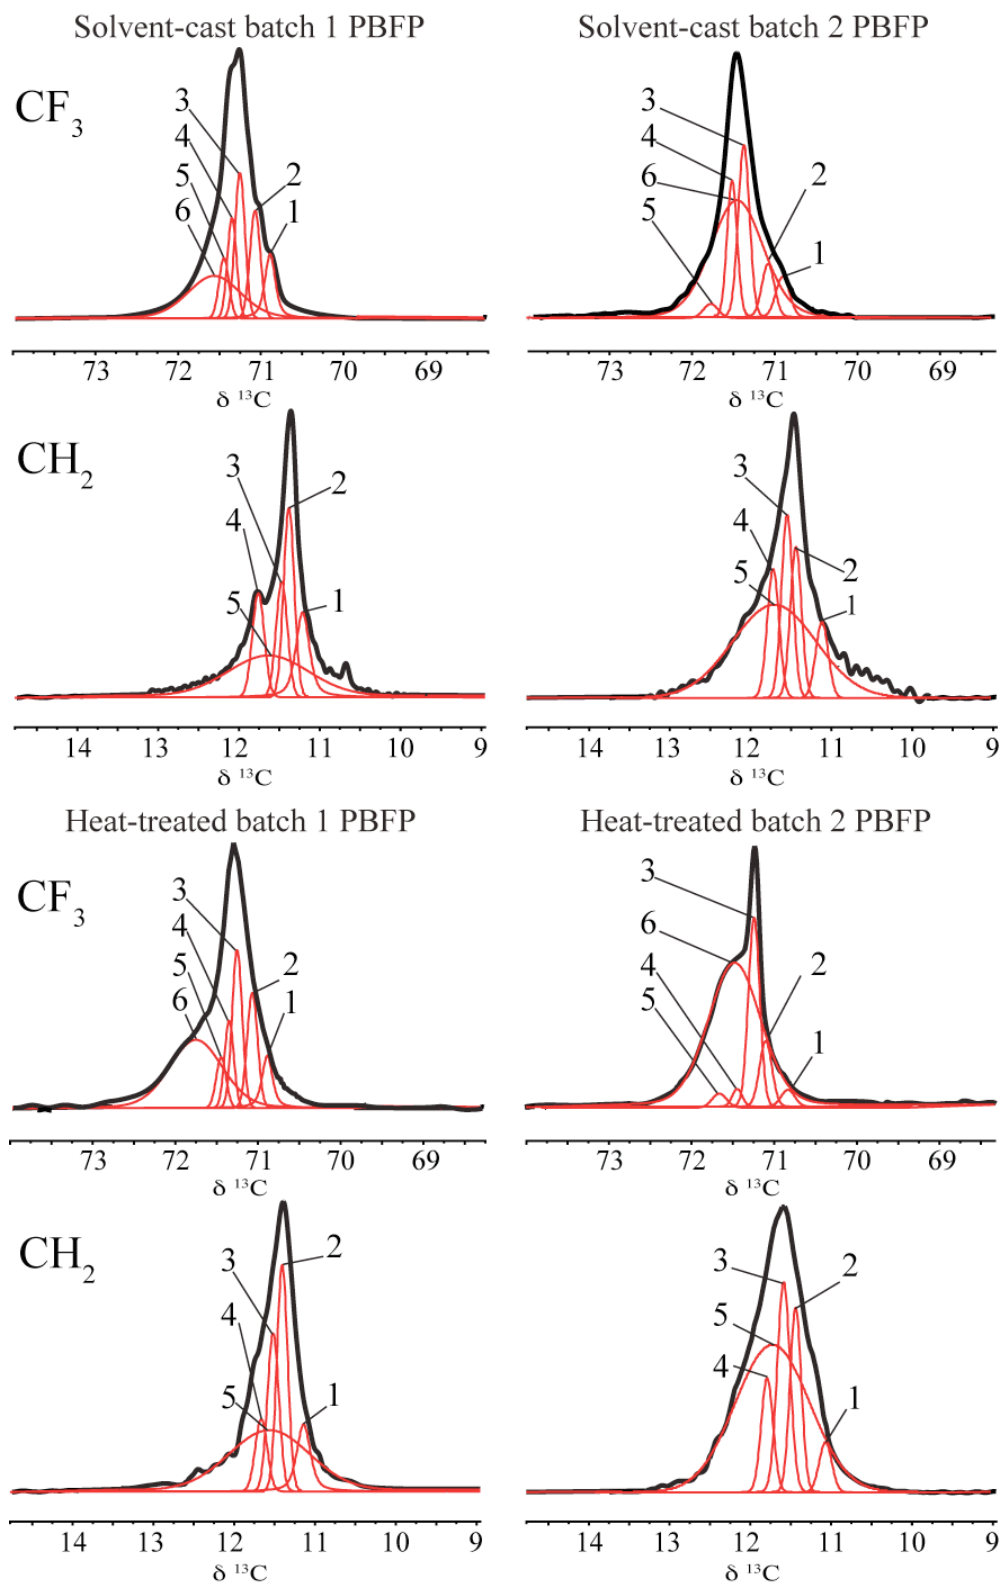 Solvent-cast batch 1 PBFP
Solvent-cast batch 2 PBFP
CF3
3
4
5
6
2
1
73 72 71 70 69
δ 13C
3
4
6
5
2
1
73 72 71 70 69
δ 13C
CH2
3
4
5
2
1
14 13 12 11 10 9
δ 13C
3
4
5
2
1
14 13 12 11 10 9
δ 13C
Heat-treated batch 1 PBFP
Heat-treated batch 2 PBFP
CF3
3
4
5
6
2
1
73 72 71 70 69
δ 13C
3
6
4
5
2
1
73 72 71 70 69
δ 13C
CH2
3
4
5
2
1
14 13 12 11 10 9
δ 13C
3
5
4
2
1
14 13 12 11 10 9
δ 13C